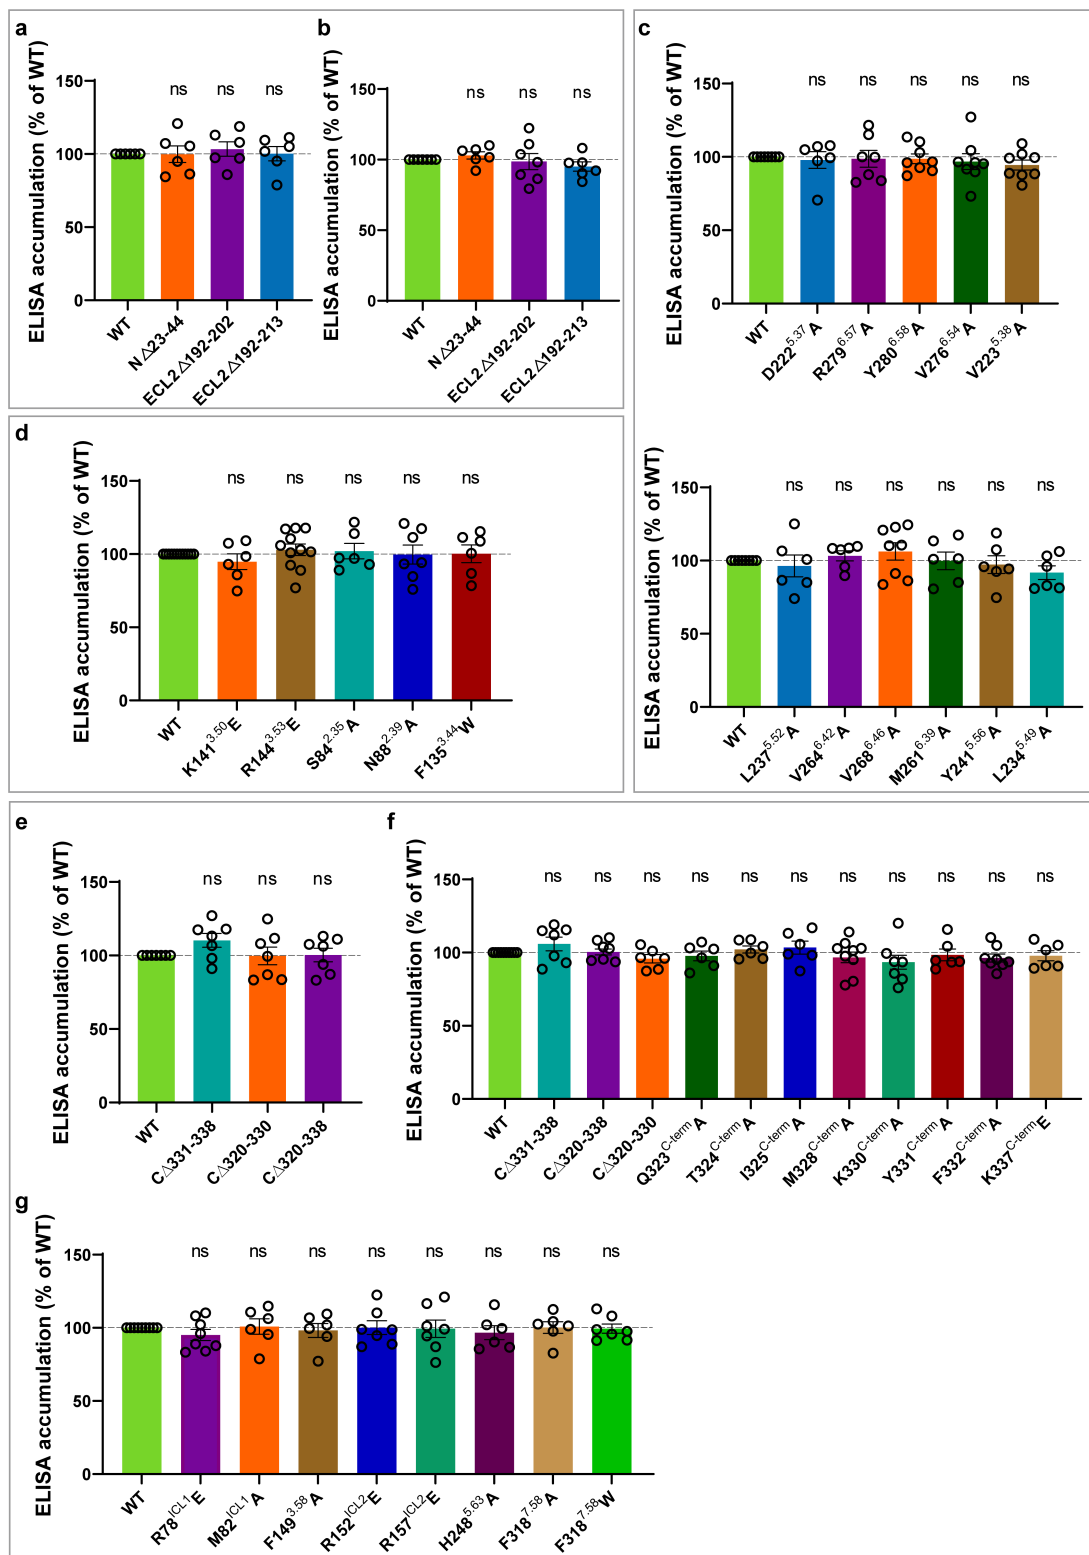 a
ELISA accumulation (% of WT)
150
100
50
0
ns ns ns
WT
N Δ23-44
ECL2 Δ192-202
ECL2 Δ192-213
b
ELISA accumulation (% of WT)
150
100
50
0
ns ns ns
WT
N Δ23-44
ECL2 Δ192-202
ECL2 Δ192-213
c
ELISA accumulation (% of WT)
150
100
50
0
ns ns ns ns ns
WT
D222^5.37 A
R279^6.57 A
Y280^6.58 A
V276^6.54 A
V223^5.38 A
ELISA accumulation (% of WT)
150
100
50
0
ns ns ns ns ns ns
WT
L237^5.52 A
V264^6.42 A
V268^6.46 A
M261^6.39 A
Y241^5.56 A
L234^5.49 A
d
ELISA accumulation (% of WT)
150
100
50
0
ns ns ns ns ns
WT
K141^3.50 E
R144^3.53 E
S84^2.35 A
N88^2.39 A
F135^3.44 W
e
ELISA accumulation (% of WT)
150
100
50
0
ns ns ns
WT
CΔ331-338
CΔ320-330
CΔ320-338
f
ELISA accumulation (% of WT)
150
100
50
0
ns ns ns ns ns ns ns ns ns ns ns
WT
CΔ331-338
CΔ320-338
CΔ320-330
Q323^C-term A
T324^C-term A
I325^C-term A
M328^C-term A
K330^C-term A
Y331^C-term A
F332^C-term A
K337^C-term E
g
ELISA accumulation (% of WT)
150
100
50
0
ns ns ns ns ns ns ns ns
WT
R78^ICL1 E
M82^ICL1 A
F149^3.58 A
R152^ICL2 E
R157^ICL2 E
H248^5.63 A
F318^7.58 A
F318^7.58 W